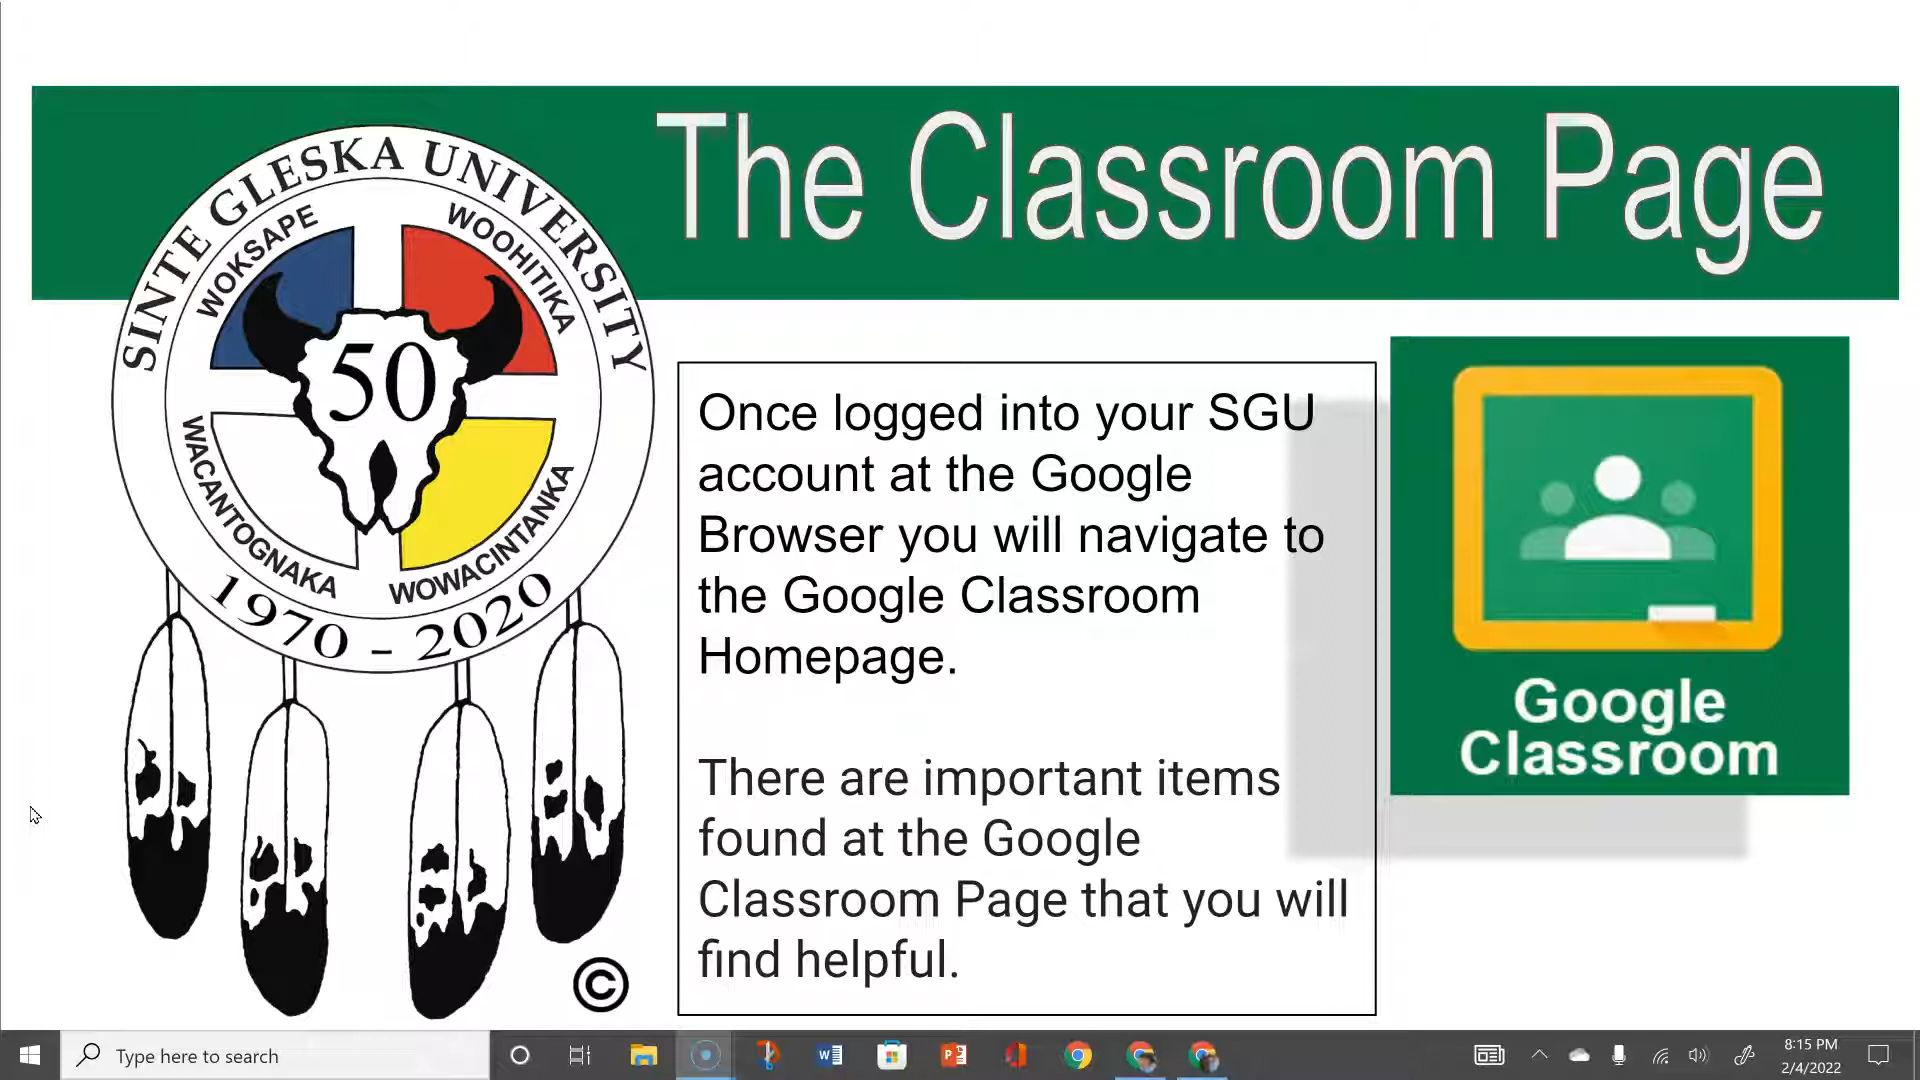 The Classroom Page
SINTE GLESKA UNIVERSITY
WOKSAPE
WOOHITIKA
50
WACANTOGNAKA
WOWACINTANKA
1970 - 2020
©
Once logged into your SGU
account at the Google
Browser you will navigate to
the Google Classroom
Homepage.
There are important items
found at the Google
Classroom Page that you will
find helpful.
Google
Classroom
Type here to search
8:15 PM
2/4/2022